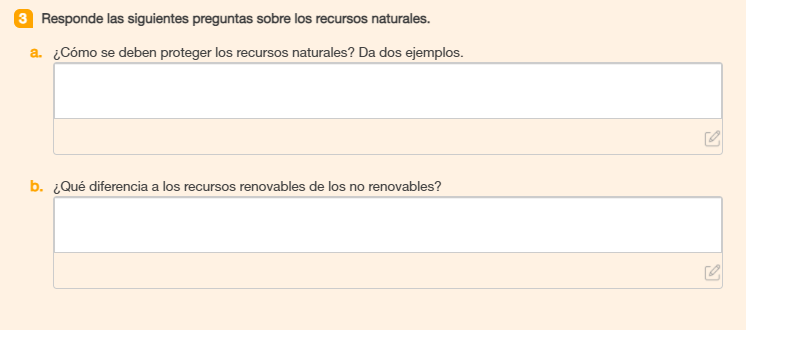 3 Responde las siguientes preguntas sobre los recursos naturales.
a. ¿Cómo se deben proteger los recursos naturales? Da dos ejemplos.
b. ¿Qué diferencia a los recursos renovables de los no renovables?